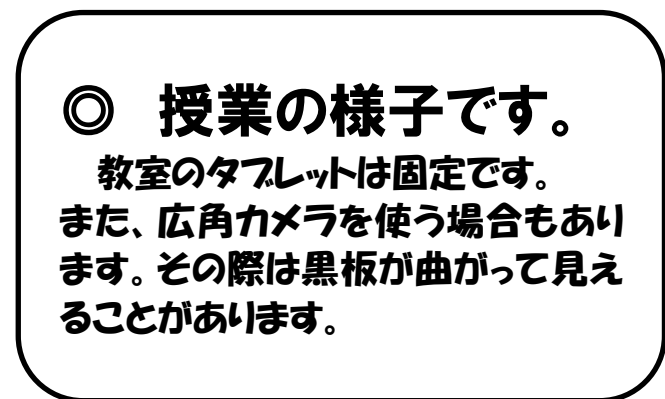 ◎　授業の様子です。
教室のタブレットは固定です。
また、広角カメラを使う場合もあり
ます。その際は黒板が曲がって見え
ることがあります。